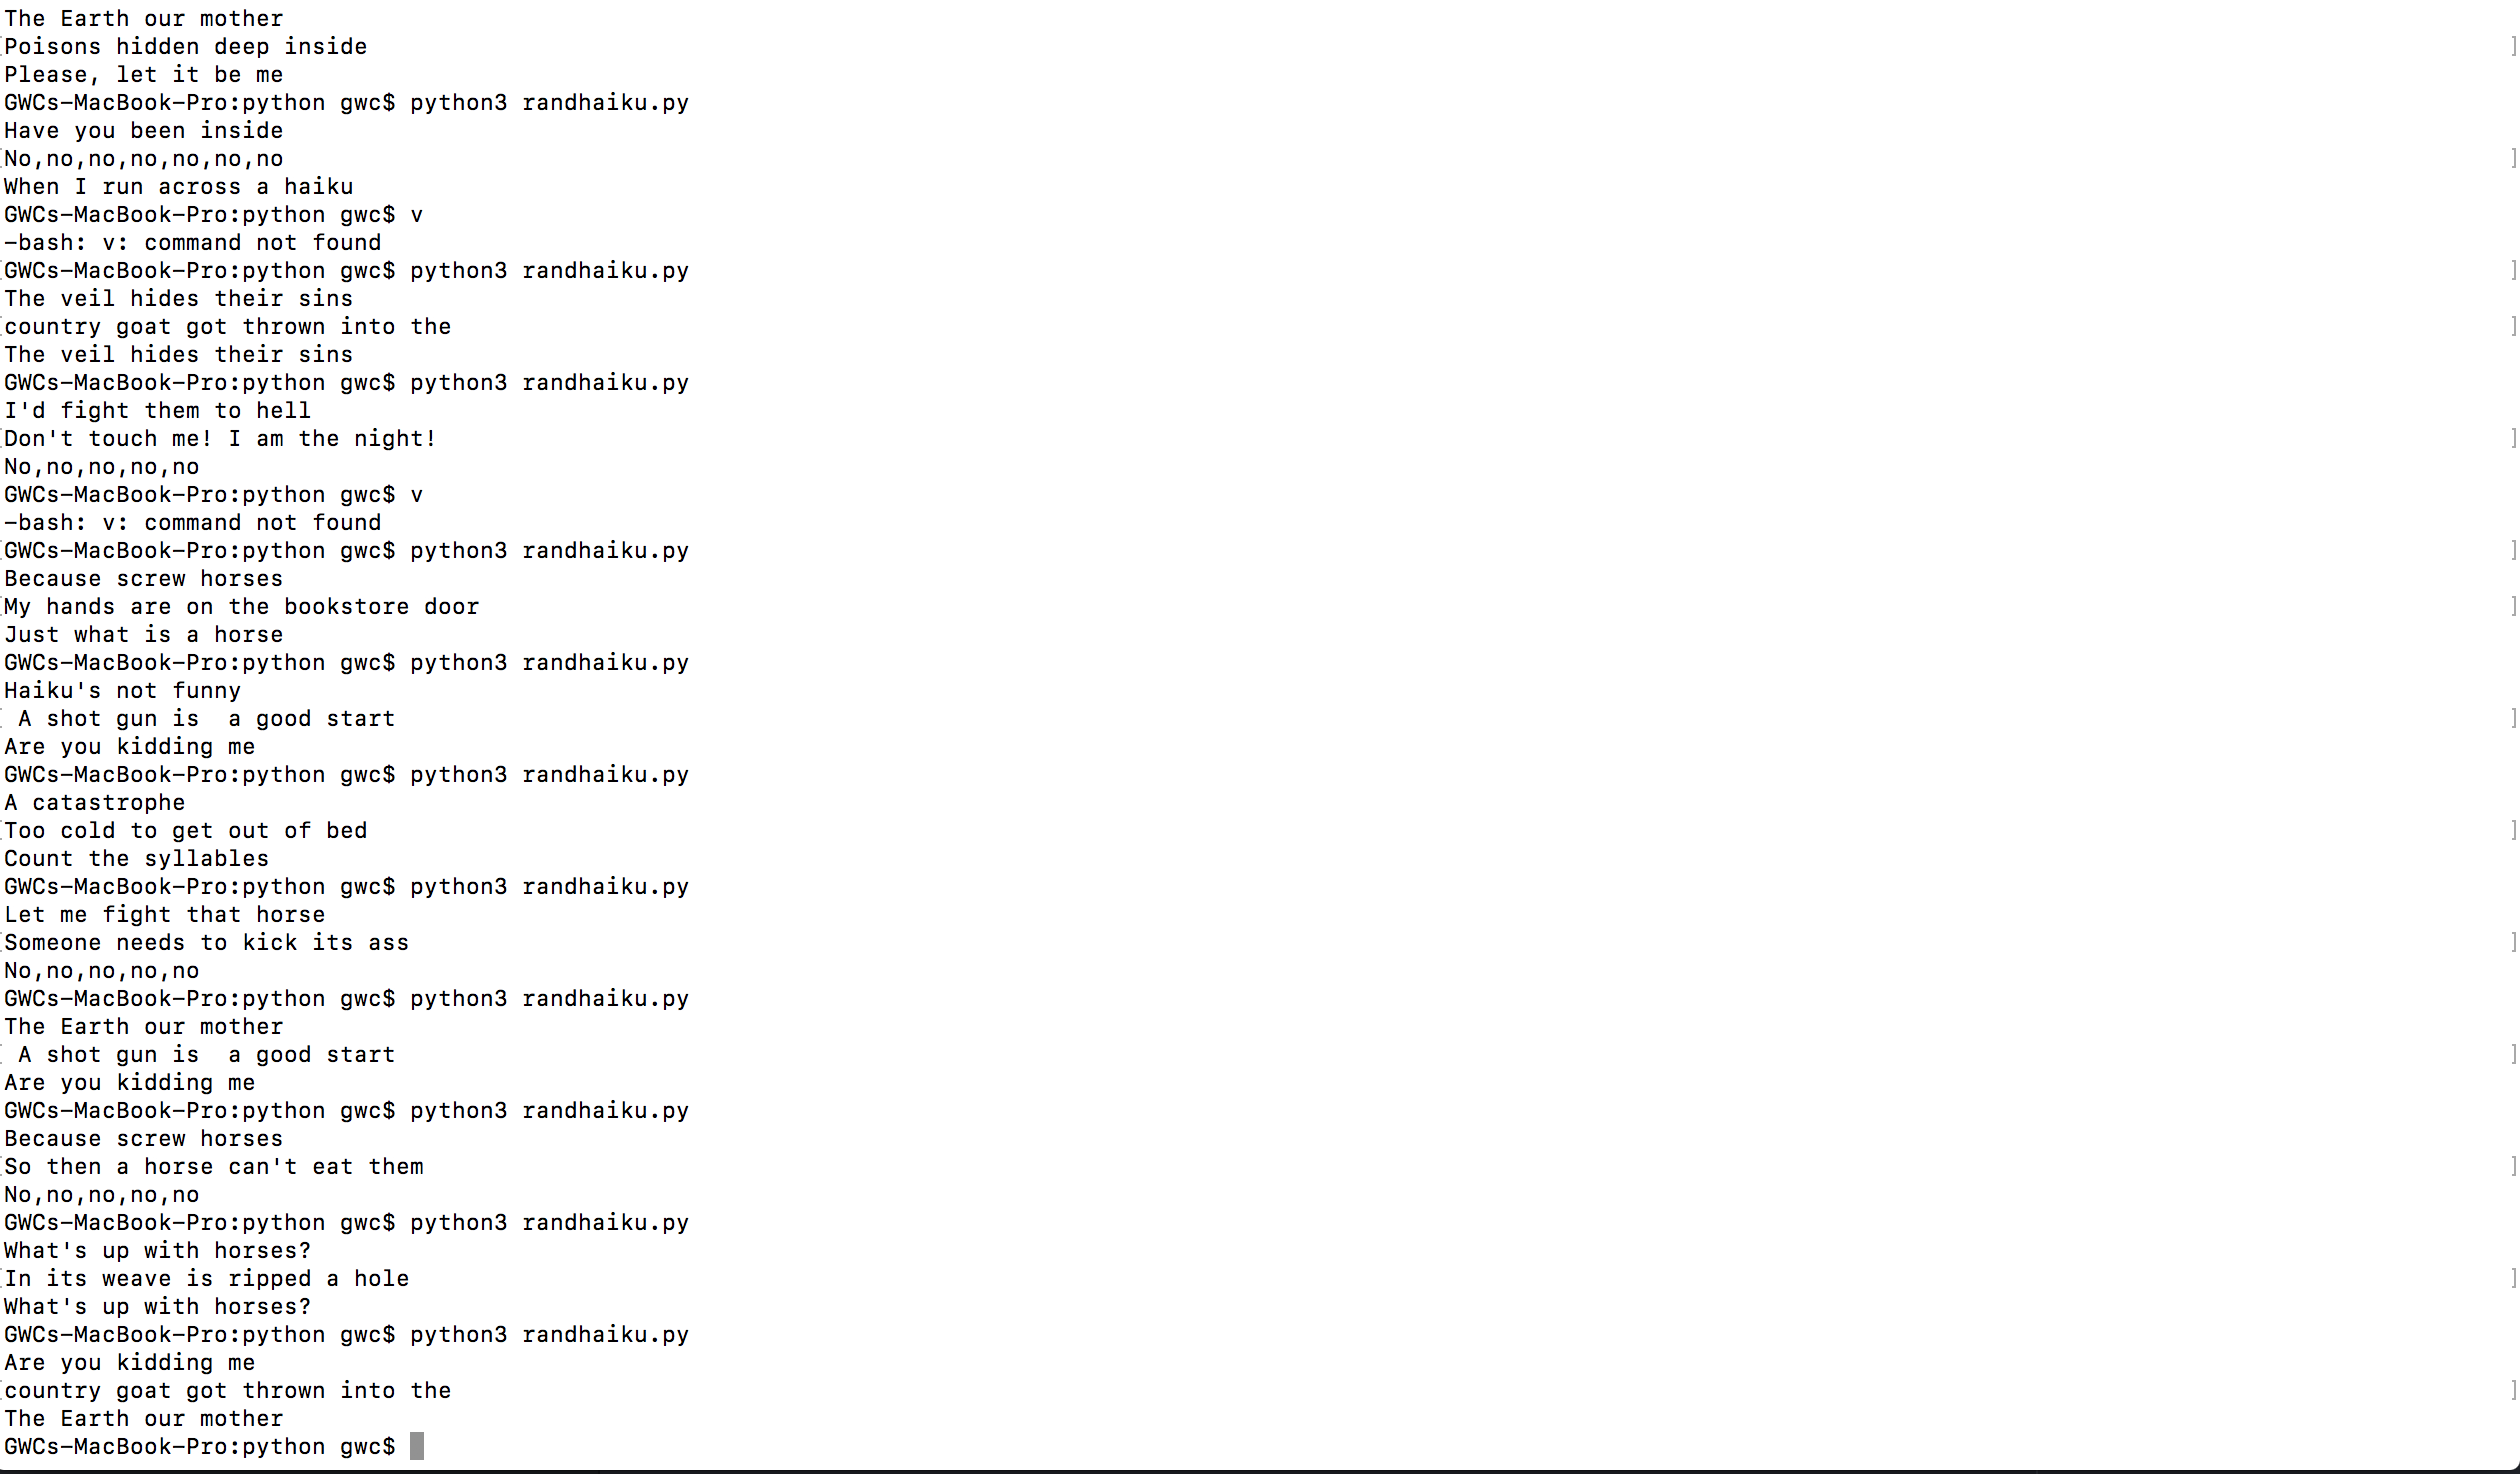 The Earth our mother
Poisons hidden deep inside
Please, let it be me
GWCs-MacBook-Pro:python gwc$ python3 randhaiku.py
Have you been inside
No,no,no,no,no,no,no
When I run across a haiku
GWCs-MacBook-Pro:python gwc$ v
-bash: v: command not found
GWCs-MacBook-Pro:python gwc$ python3 randhaiku.py
The veil hides their sins
country goat got thrown into the
The veil hides their sins
GWCs-MacBook-Pro:python gwc$ python3 randhaiku.py
I'd fight them to hell
Don't touch me! I am the night!
No,no,no,no,no
GWCs-MacBook-Pro:python gwc$ v
-bash: v: command not found
GWCs-MacBook-Pro:python gwc$ python3 randhaiku.py
Because screw horses
My hands are on the bookstore door
Just what is a horse
GWCs-MacBook-Pro:python gwc$ python3 randhaiku.py
Haiku's not funny
 A shot gun is  a good start
Are you kidding me
GWCs-MacBook-Pro:python gwc$ python3 randhaiku.py
A catastrophe
Too cold to get out of bed
Count the syllables
GWCs-MacBook-Pro:python gwc$ python3 randhaiku.py
Let me fight that horse
Someone needs to kick its ass
No,no,no,no,no
GWCs-MacBook-Pro:python gwc$ python3 randhaiku.py
The Earth our mother
 A shot gun is  a good start
Are you kidding me
GWCs-MacBook-Pro:python gwc$ python3 randhaiku.py
Because screw horses
So then a horse can't eat them
No,no,no,no,no
GWCs-MacBook-Pro:python gwc$ python3 randhaiku.py
What's up with horses?
In its weave is ripped a hole
What's up with horses?
GWCs-MacBook-Pro:python gwc$ python3 randhaiku.py
Are you kidding me
country goat got thrown into the
The Earth our mother
GWCs-MacBook-Pro:python gwc$